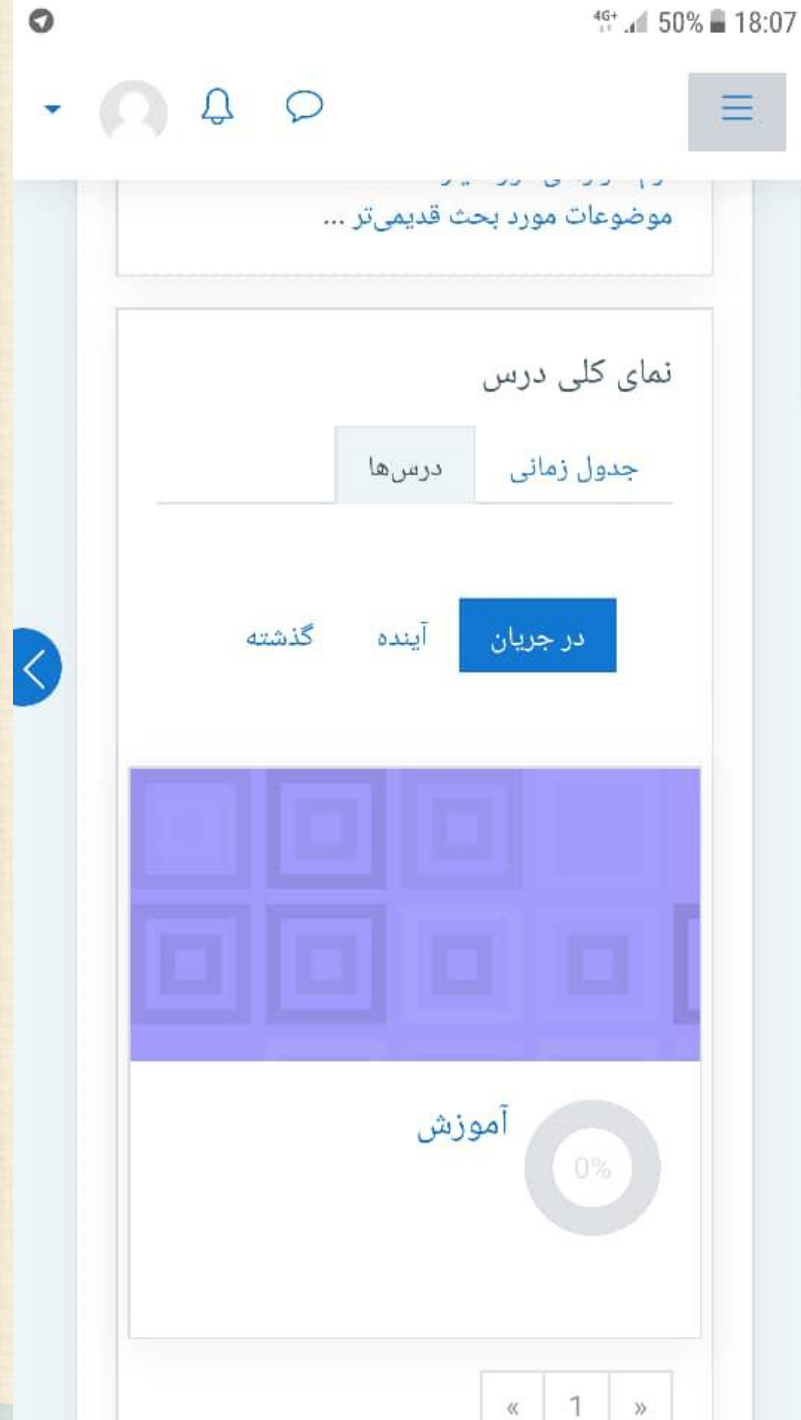 4G+ 50% 18:07
موضوعات مورد بحث قدیمی‌تر ...
نمای کلی درس
جدول زمانی درس‌ها
در جریان آینده گذشته
آموزش
0%
« 1 »